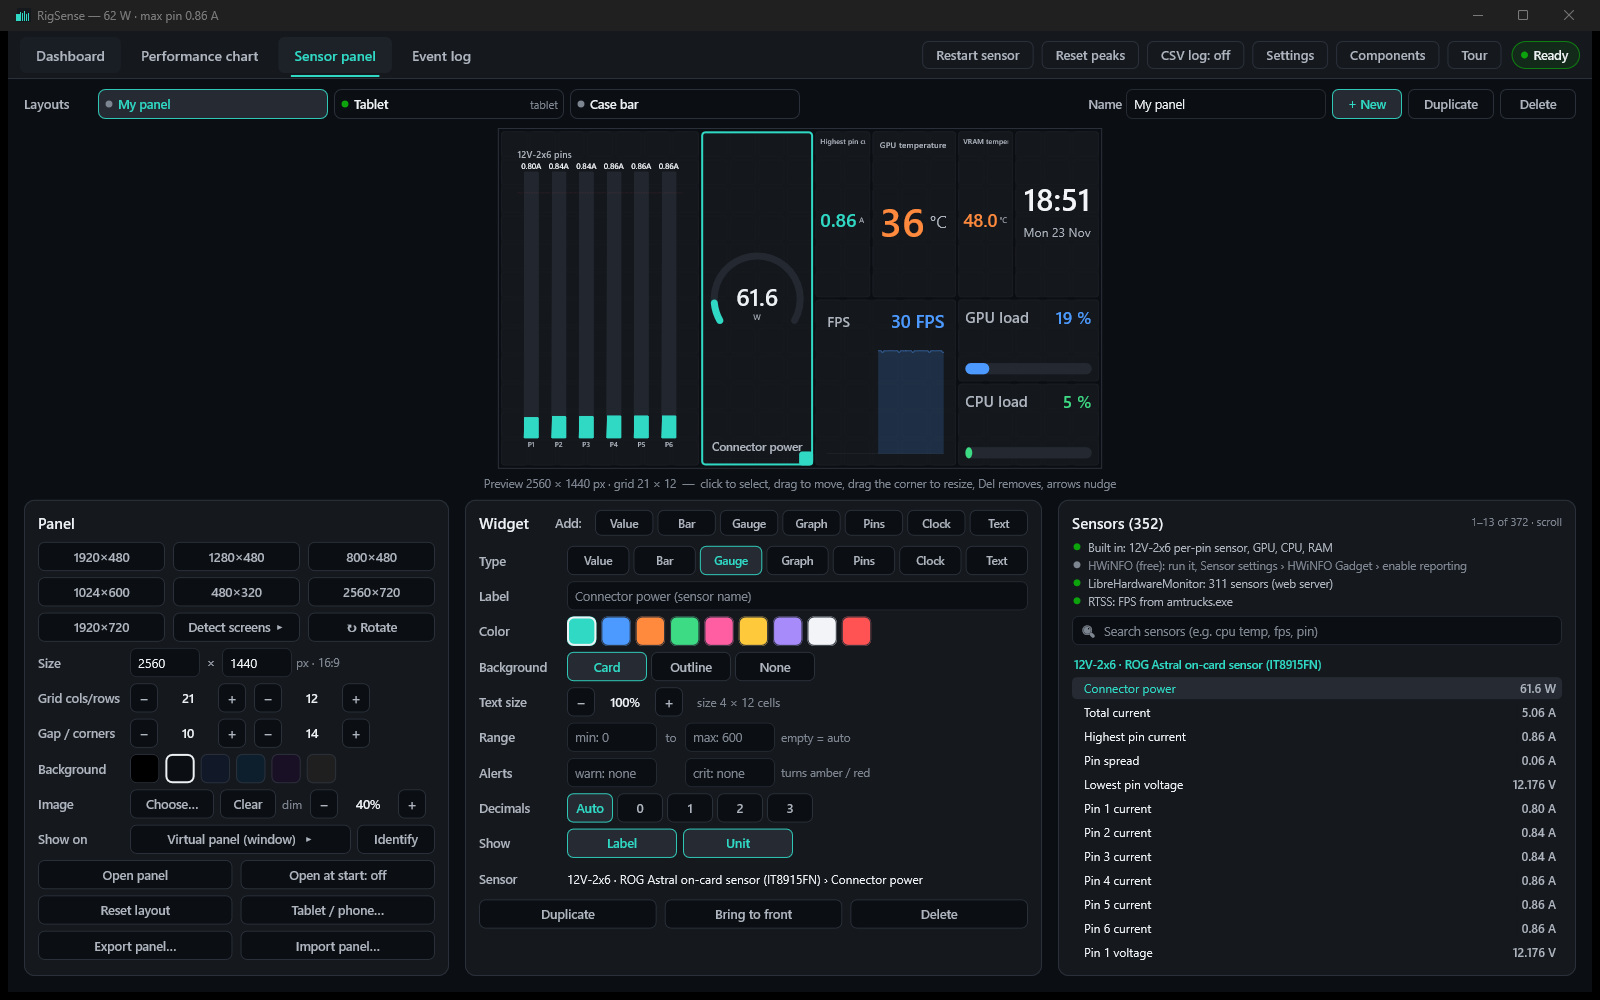 RigSense — 62 W · max pin 0.86 A
Dashboard
Performance chart
Sensor panel
Event log
Restart sensor
Reset peaks
CSV log: off
Settings
Components
Tour
Ready
Layouts
My panel
Tablet
tablet
Case bar
Name
My panel
+ New
Duplicate
Delete
12V-2x6 pins
0.80A 0.84A 0.84A 0.86A 0.86A 0.86A
P1 P2 P3 P4 P5 P6
61.6
W
Connector power
Highest pin
0.86 A
GPU temperature
36 °C
VRAM
48.0 °C
18:51
Mon 23 Nov
FPS
30 FPS
GPU load
19 %
CPU load
5 %
Preview 2560 × 1440 px · grid 21 × 12 — click to select, drag to move, drag the corner to resize, Del removes, arrows nudge
Panel
1920×480
1280×480
800×480
1024×600
480×320
2560×720
1920×720
Detect screens ▸
↻ Rotate
Size
2560
×
1440
px · 16:9
Grid cols/rows
−
21
+
−
12
+
Gap / corners
−
10
+
−
14
+
Background
Image
Choose...
Clear
dim
−
40%
+
Show on
Virtual panel (window) ▸
Identify
Open panel
Open at start: off
Reset layout
Tablet / phone...
Export panel...
Import panel...
Widget
Add:
Value
Bar
Gauge
Graph
Pins
Clock
Text
Type
Value
Bar
Gauge
Graph
Pins
Clock
Text
Label
Connector power (sensor name)
Color
Background
Card
Outline
None
Text size
−
100%
+
size 4 × 12 cells
Range
min: 0
to
max: 600
empty = auto
Alerts
warn: none
crit: none
turns amber / red
Decimals
Auto
0
1
2
3
Show
Label
Unit
Sensor
12V-2x6 · ROG Astral on-card sensor (IT8915FN) › Connector power
Duplicate
Bring to front
Delete
Sensors (352)
1–13 of 372 · scroll
Built in: 12V-2x6 per-pin sensor, GPU, CPU, RAM
HWiNFO (free): run it, Sensor settings › HWiNFO Gadget › enable reporting
LibreHardwareMonitor: 311 sensors (web server)
RTSS: FPS from amtrucks.exe
Search sensors (e.g. cpu temp, fps, pin)
12V-2x6 · ROG Astral on-card sensor (IT8915FN)
Connector power 61.6 W
Total current 5.06 A
Highest pin current 0.86 A
Pin spread 0.06 A
Lowest pin voltage 12.176 V
Pin 1 current 0.80 A
Pin 2 current 0.84 A
Pin 3 current 0.84 A
Pin 4 current 0.86 A
Pin 5 current 0.86 A
Pin 6 current 0.86 A
Pin 1 voltage 12.176 V